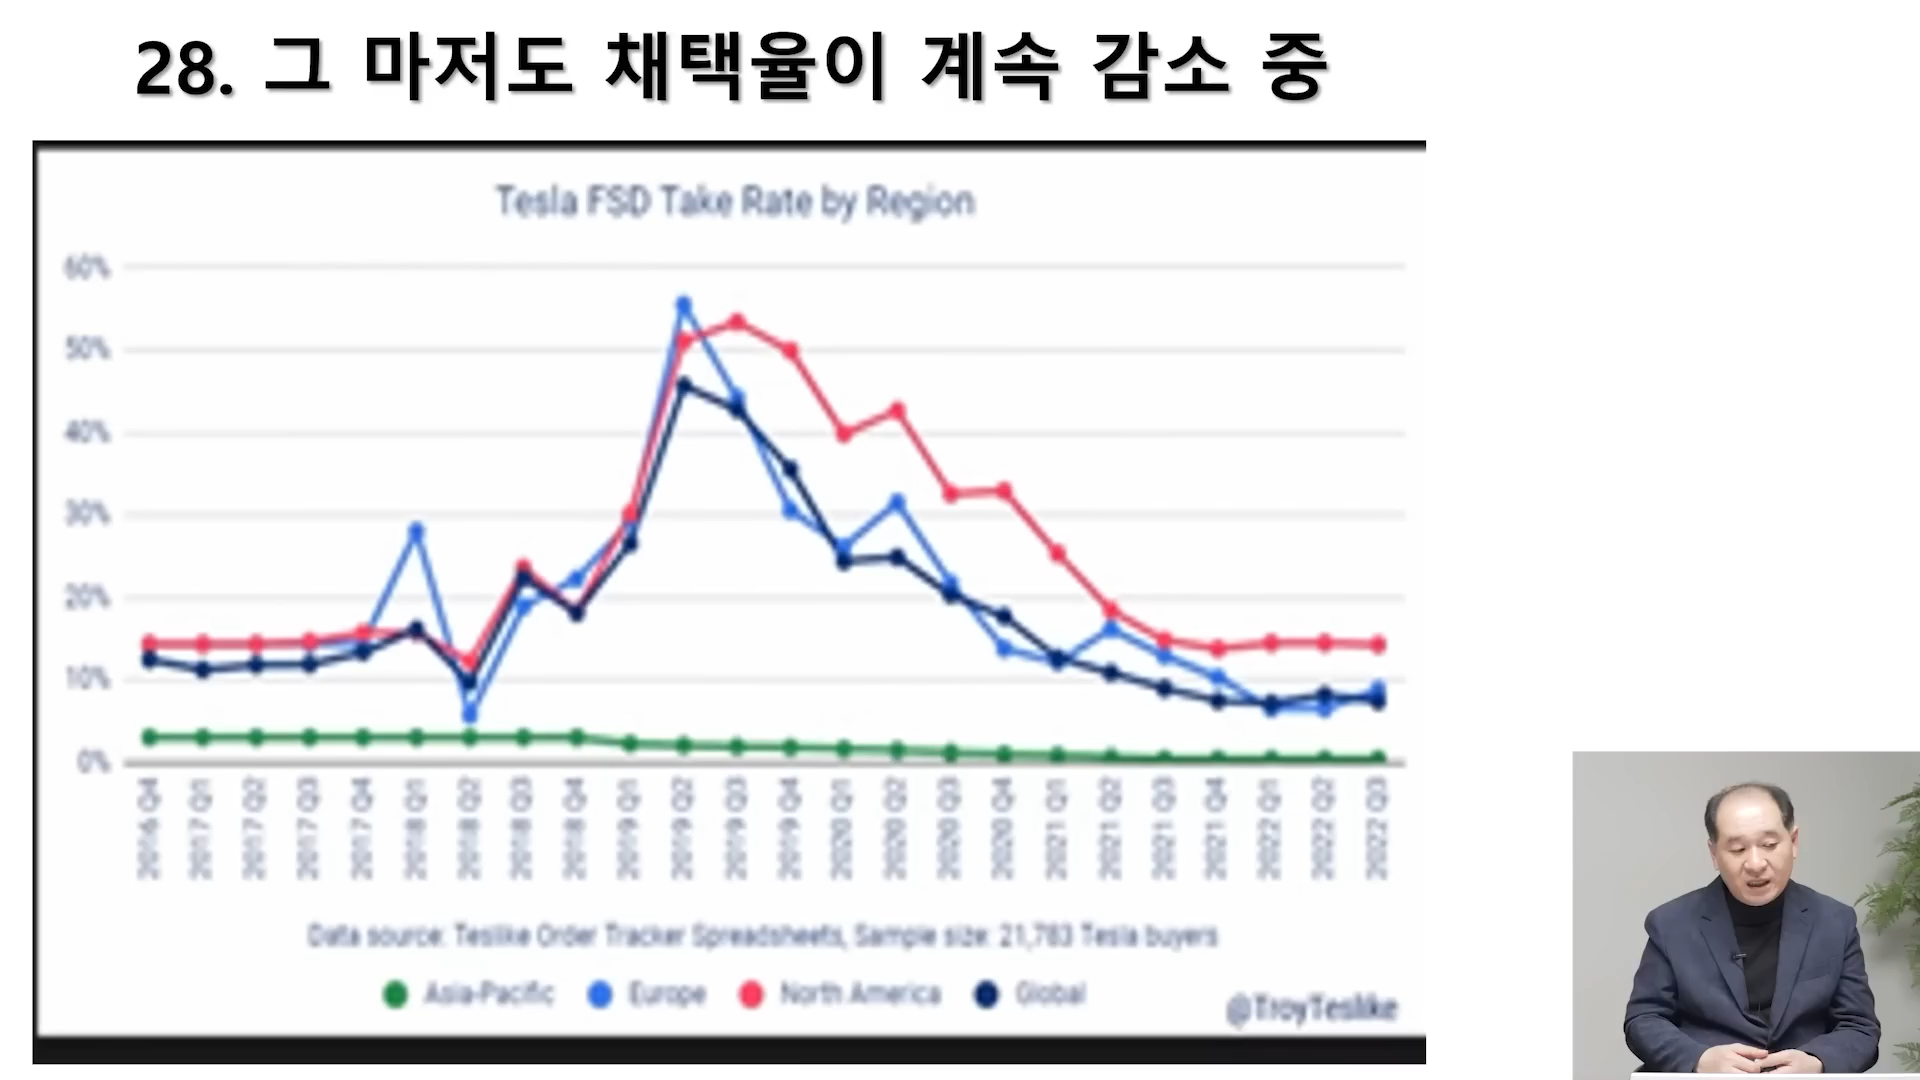 28. 그 마저도 채택율이 계속 감소 중
Tesla FSD Take Rate by Region
60%
50%
40%
30%
20%
10%
0%
2016 Q4
2017 Q1
2017 Q2
2017 Q3
2017 Q4
2018 Q1
2018 Q2
2018 Q3
2018 Q4
2019 Q1
2019 Q2
2019 Q3
2019 Q4
2020 Q1
2020 Q2
2020 Q3
2020 Q4
2021 Q1
2021 Q2
2021 Q3
2021 Q4
2022 Q1
2022 Q2
2022 Q3
Data source: Teslike Order Tracker Spreadsheets, Sample size: 21,783 Tesla buyers
Asia-Pacific Europe North America Global
@TroyTeslike